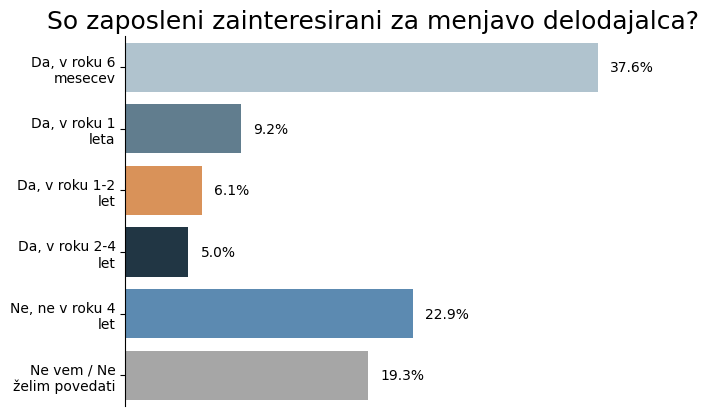 So zaposleni zainteresirani za menjavo delodajalca?
Da, v roku 6
mesecev
37.6%
Da, v roku 1
leta
9.2%
Da, v roku 1-2
let
6.1%
Da, v roku 2-4
let
5.0%
Ne, ne v roku 4
let
22.9%
Ne vem / Ne
želim povedati
19.3%